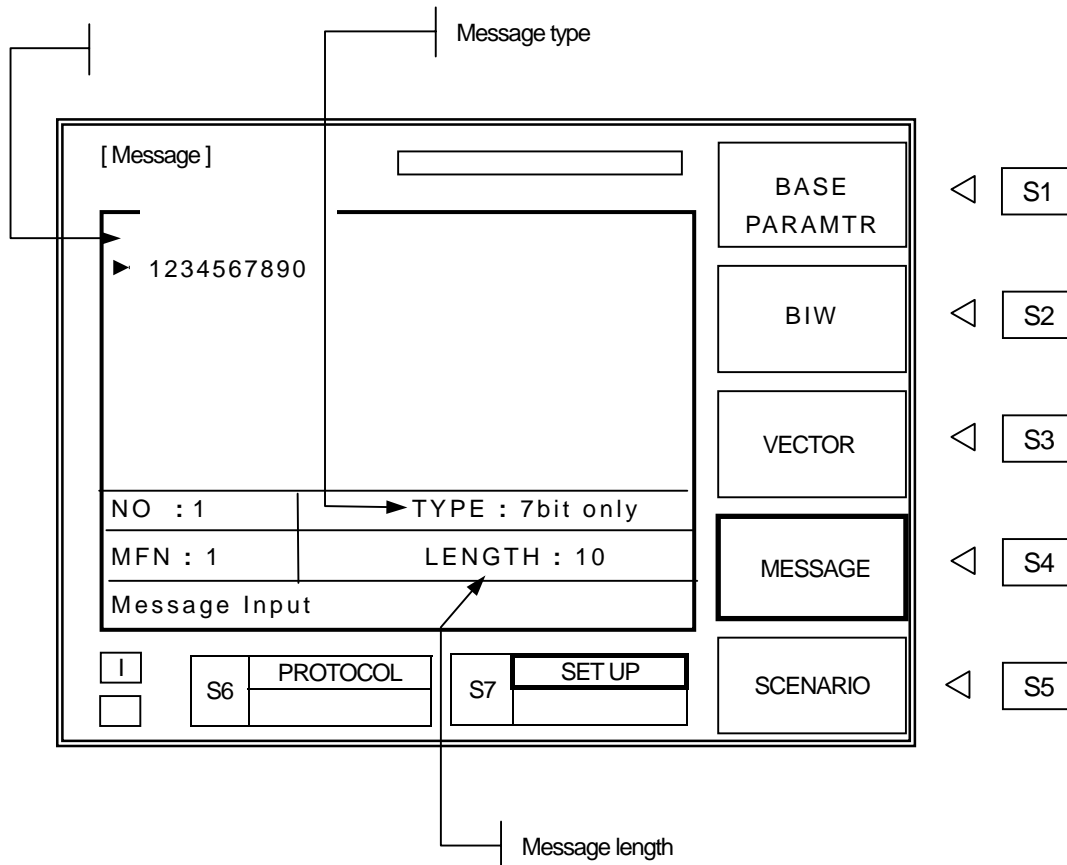 Message type
[ Message ]
BASE
PARAMTR
S1
1234567890
BIW
S2
VECTOR
S3
NO : 1
TYPE : 7bit only
MFN : 1
LENGTH : 10
MESSAGE
S4
Message Input
I
S6
PROTOCOL
S7
SET UP
SCENARIO
S5
Message length